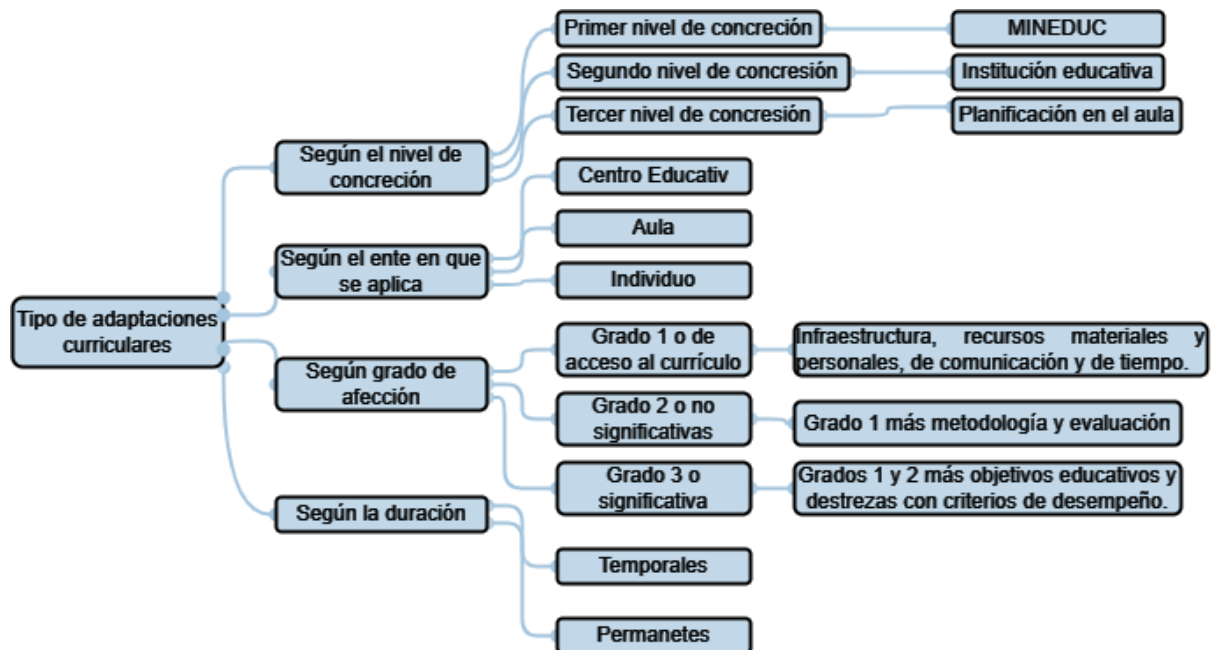 Tipo de adaptaciones
curriculares
Según el nivel de
concreción
Primer nivel de concreción
MINEDUC
Segundo nivel de concresión
Institución educativa
Tercer nivel de concresión
Planificación en el aula
Según el ente en que
se aplica
Centro Educativ
Aula
Individuo
Según grado de
afección
Grado 1 o de
acceso al currículo
Infraestructura, recursos materiales y
personales, de comunicación y de tiempo.
Grado 2 o no
significativas
Grado 1 más metodología y evaluación
Grado 3 o
significativa
Grados 1 y 2 más objetivos educativos y
destrezas con criterios de desempeño.
Según la duración
Temporales
Permanetes